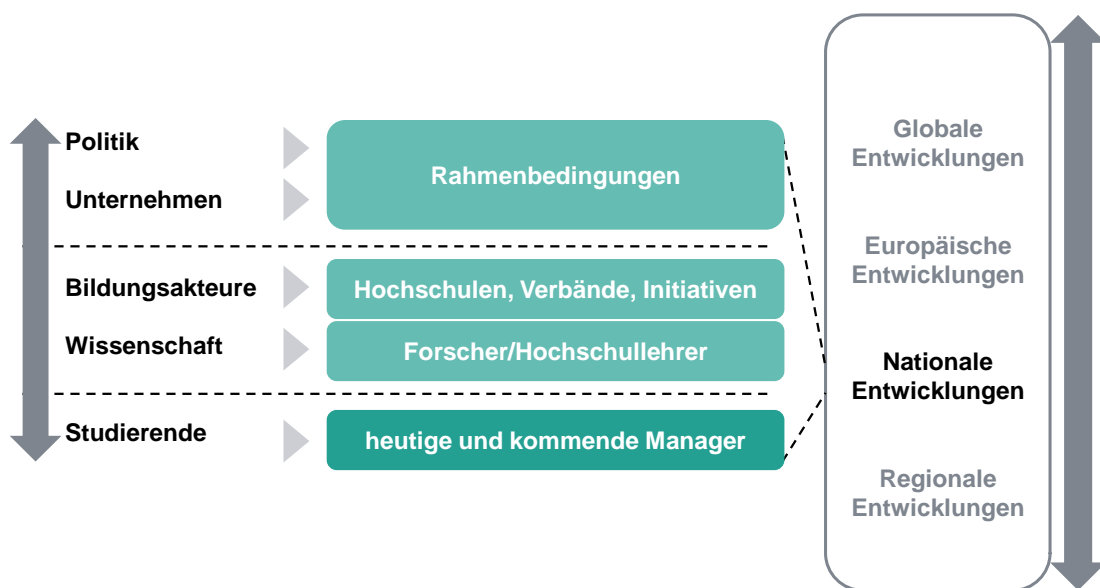 Politik
Unternehmen
Rahmenbedingungen
Bildungsakteure
Hochschulen, Verbände, Initiativen
Wissenschaft
Forscher/Hochschullehrer
Studierende
heutige und kommende Manager
Globale
Entwicklungen
Europäische
Entwicklungen
Nationale
Entwicklungen
Regionale
Entwicklungen